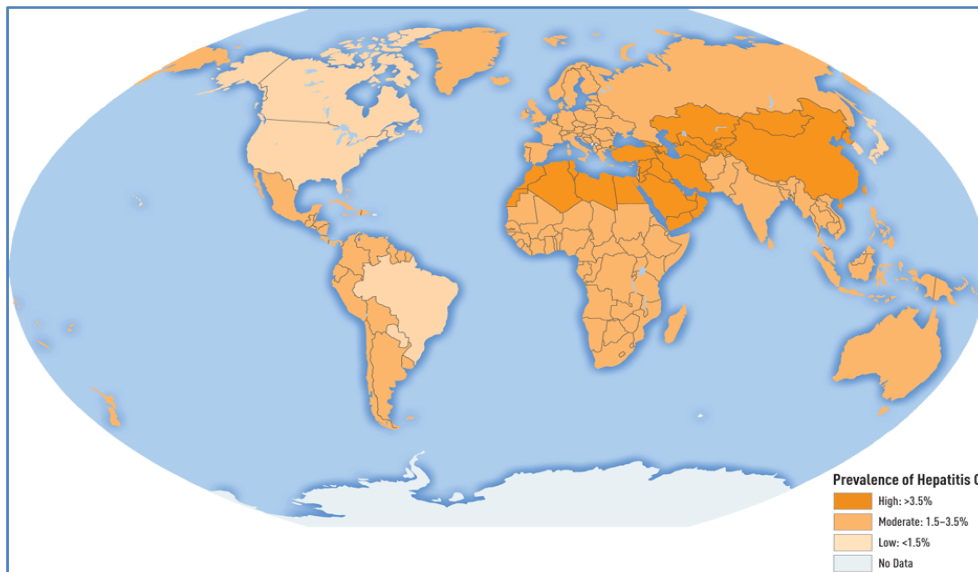 Prevalence of Hepatitis C
High: >3.5%
Moderate: 1.5–3.5%
Low: <1.5%
No Data